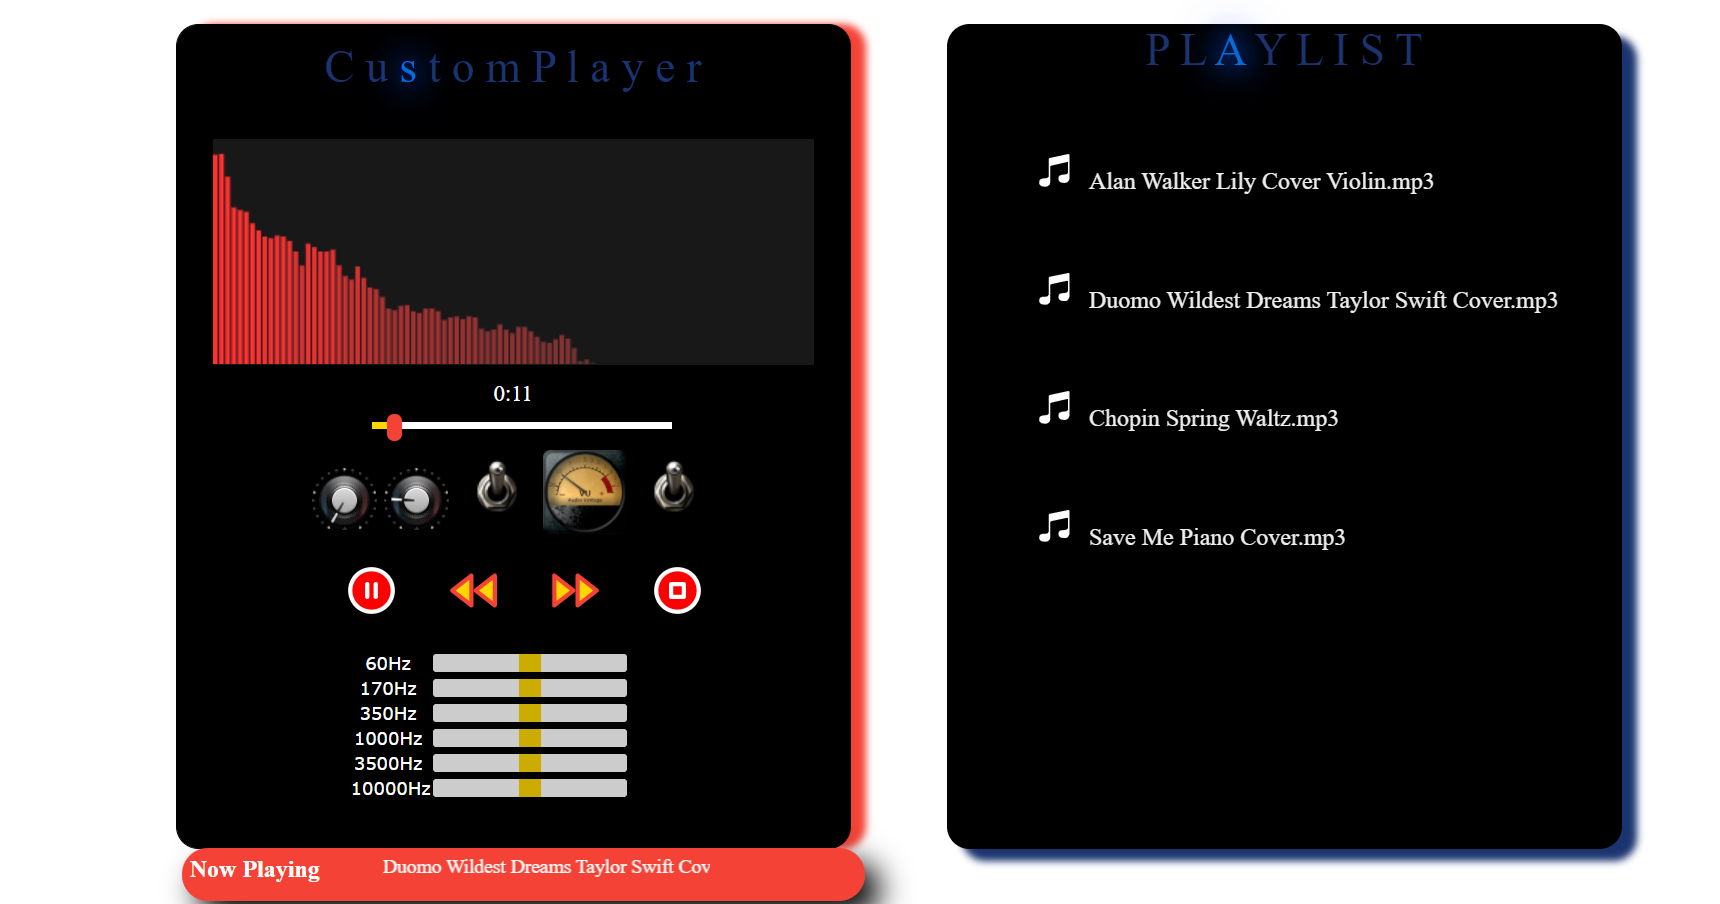 CustomPlayer
0:11
VU
60Hz
170Hz
350Hz
1000Hz
3500Hz
10000Hz
Now Playing
Duomo Wildest Dreams Taylor Swift Cov
PLAYLIST
Alan Walker Lily Cover Violin.mp3
Duomo Wildest Dreams Taylor Swift Cover.mp3
Chopin Spring Waltz.mp3
Save Me Piano Cover.mp3